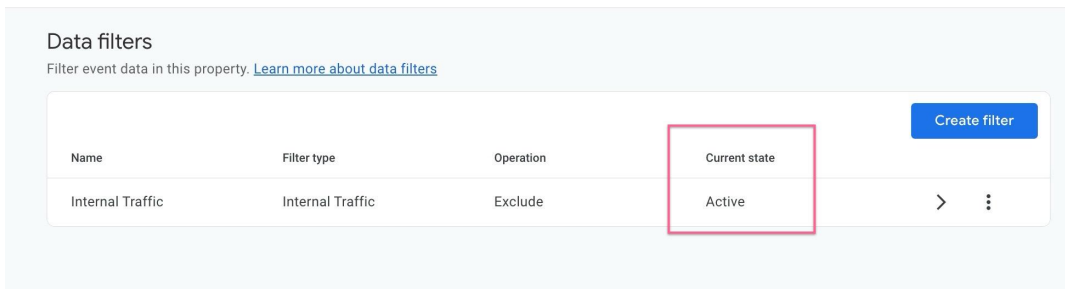 Data filters
Filter event data in this property. Learn more about data filters
Create filter
Name Filter type Operation Current state
Internal Traffic Internal Traffic Exclude Active